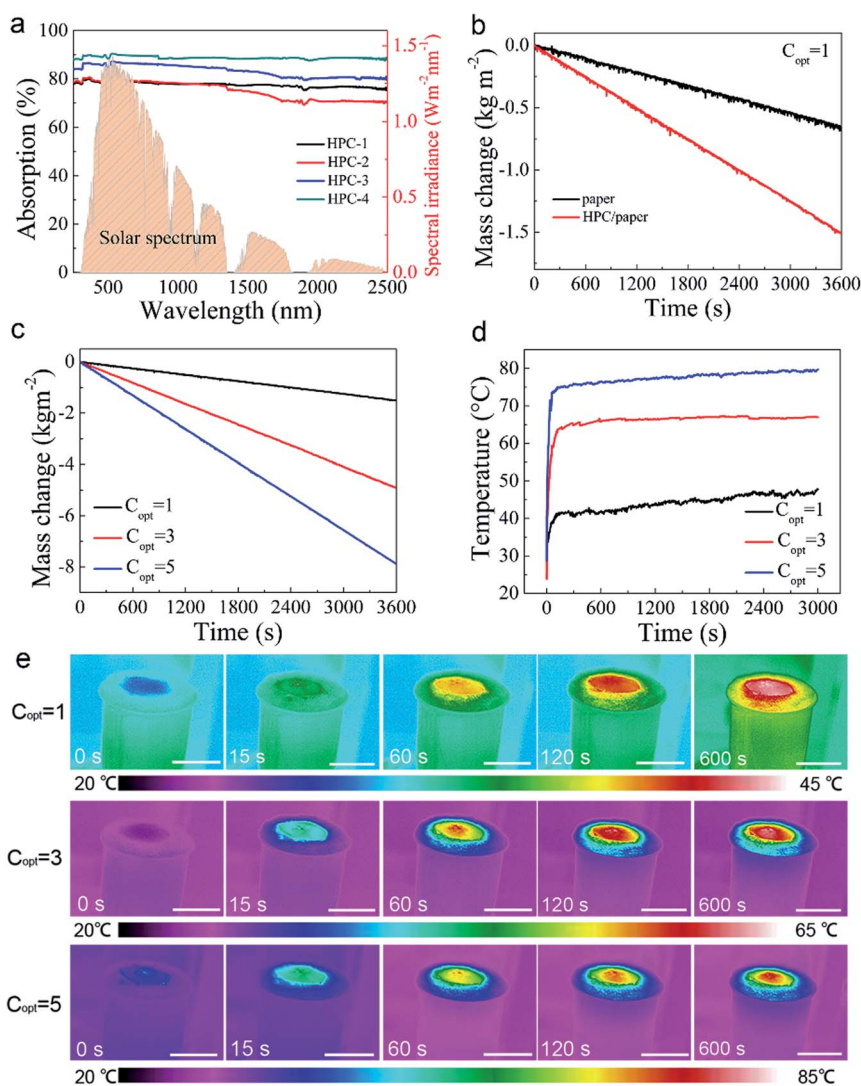 a
Absorption (%)
100
80
60
40
20
0
1.5
1.0
0.5
0.0
Spectral irradiance (Wm⁻² nm⁻¹)
HPC-1
HPC-2
HPC-3
HPC-4
Solar spectrum
500 1000 1500 2000 2500
Wavelength (nm)
b
Mass change (kg m⁻²)
0.0
-0.5
-1.0
-1.5
Copt=1
paper
HPC/paper
0 600 1200 1800 2400 3000 3600
Time (s)
c
Mass change (kgm⁻²)
0
-2
-4
-6
-8
Copt=1
Copt=3
Copt=5
0 600 1200 1800 2400 3000 3600
Time (s)
d
Temperature (°C)
80
70
60
50
40
30
20
Copt=1
Copt=3
Copt=5
0 600 1200 1800 2400 3000
Time (s)
e
Copt=1
0 s 15 s 60 s 120 s 600 s
20 ℃ 45 ℃
Copt=3
0 s 15 s 60 s 120 s 600 s
20℃ 65 ℃
Copt=5
0 s 15 s 60 s 120 s 600 s
20 ℃ 85℃